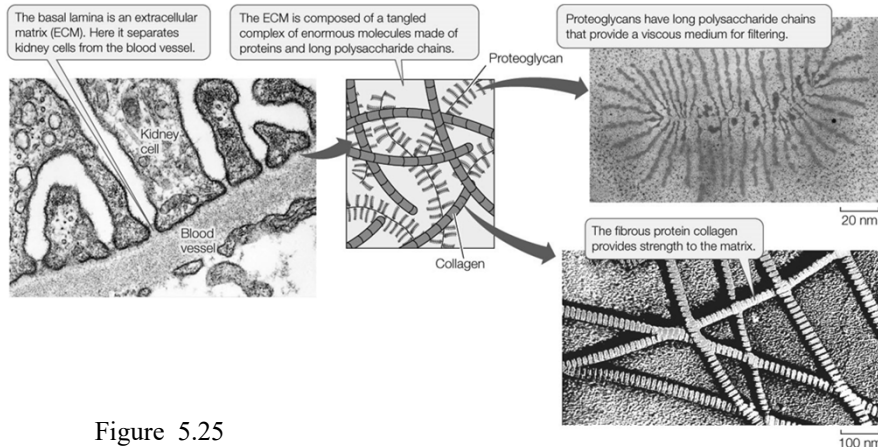 The basal lamina is an extracellular
matrix (ECM). Here it separates
kidney cells from the blood vessel.
The ECM is composed of a tangled
complex of enormous molecules made of
proteins and long polysaccharide chains.
Proteoglycans have long polysaccharide chains
that provide a viscous medium for filtering.
Proteoglycan
Kidney
cell
Blood
vessel
Collagen
20 nm
The fibrous protein collagen
provides strength to the matrix.
100 nm
Figure 5.25